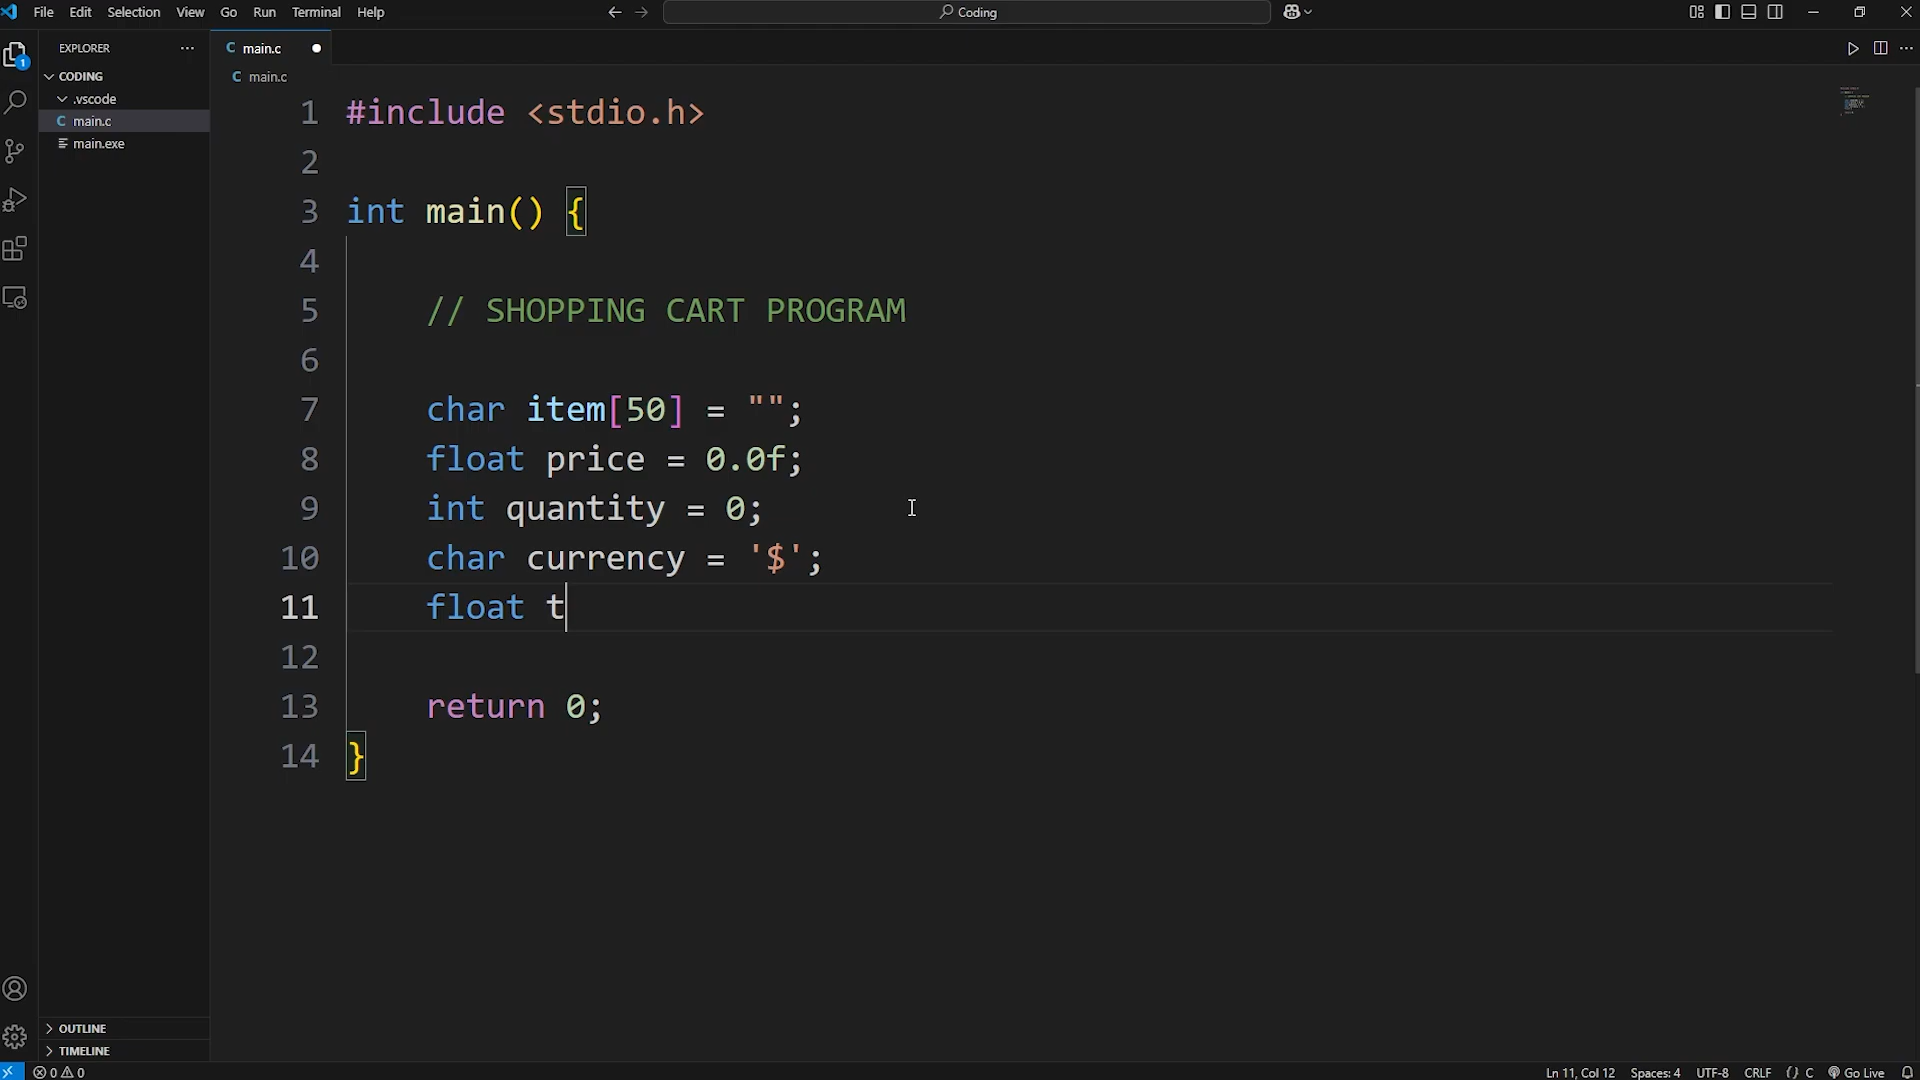 File Edit Selection View Go Run Terminal Help
Coding
EXPLORER
1
CODING
.vscode
C main.c
main.exe
OUTLINE
TIMELINE
C main.c
C main.c
1 #include <stdio.h>
2
3 int main() {
4
5 // SHOPPING CART PROGRAM
6
7 char item[50] = "";
8 float price = 0.0f;
9 int quantity = 0;
10 char currency = '$';
11 float t
12
13 return 0;
14 }
0 0
Ln 11, Col 12 Spaces: 4 UTF-8 CRLF {} C Go Live